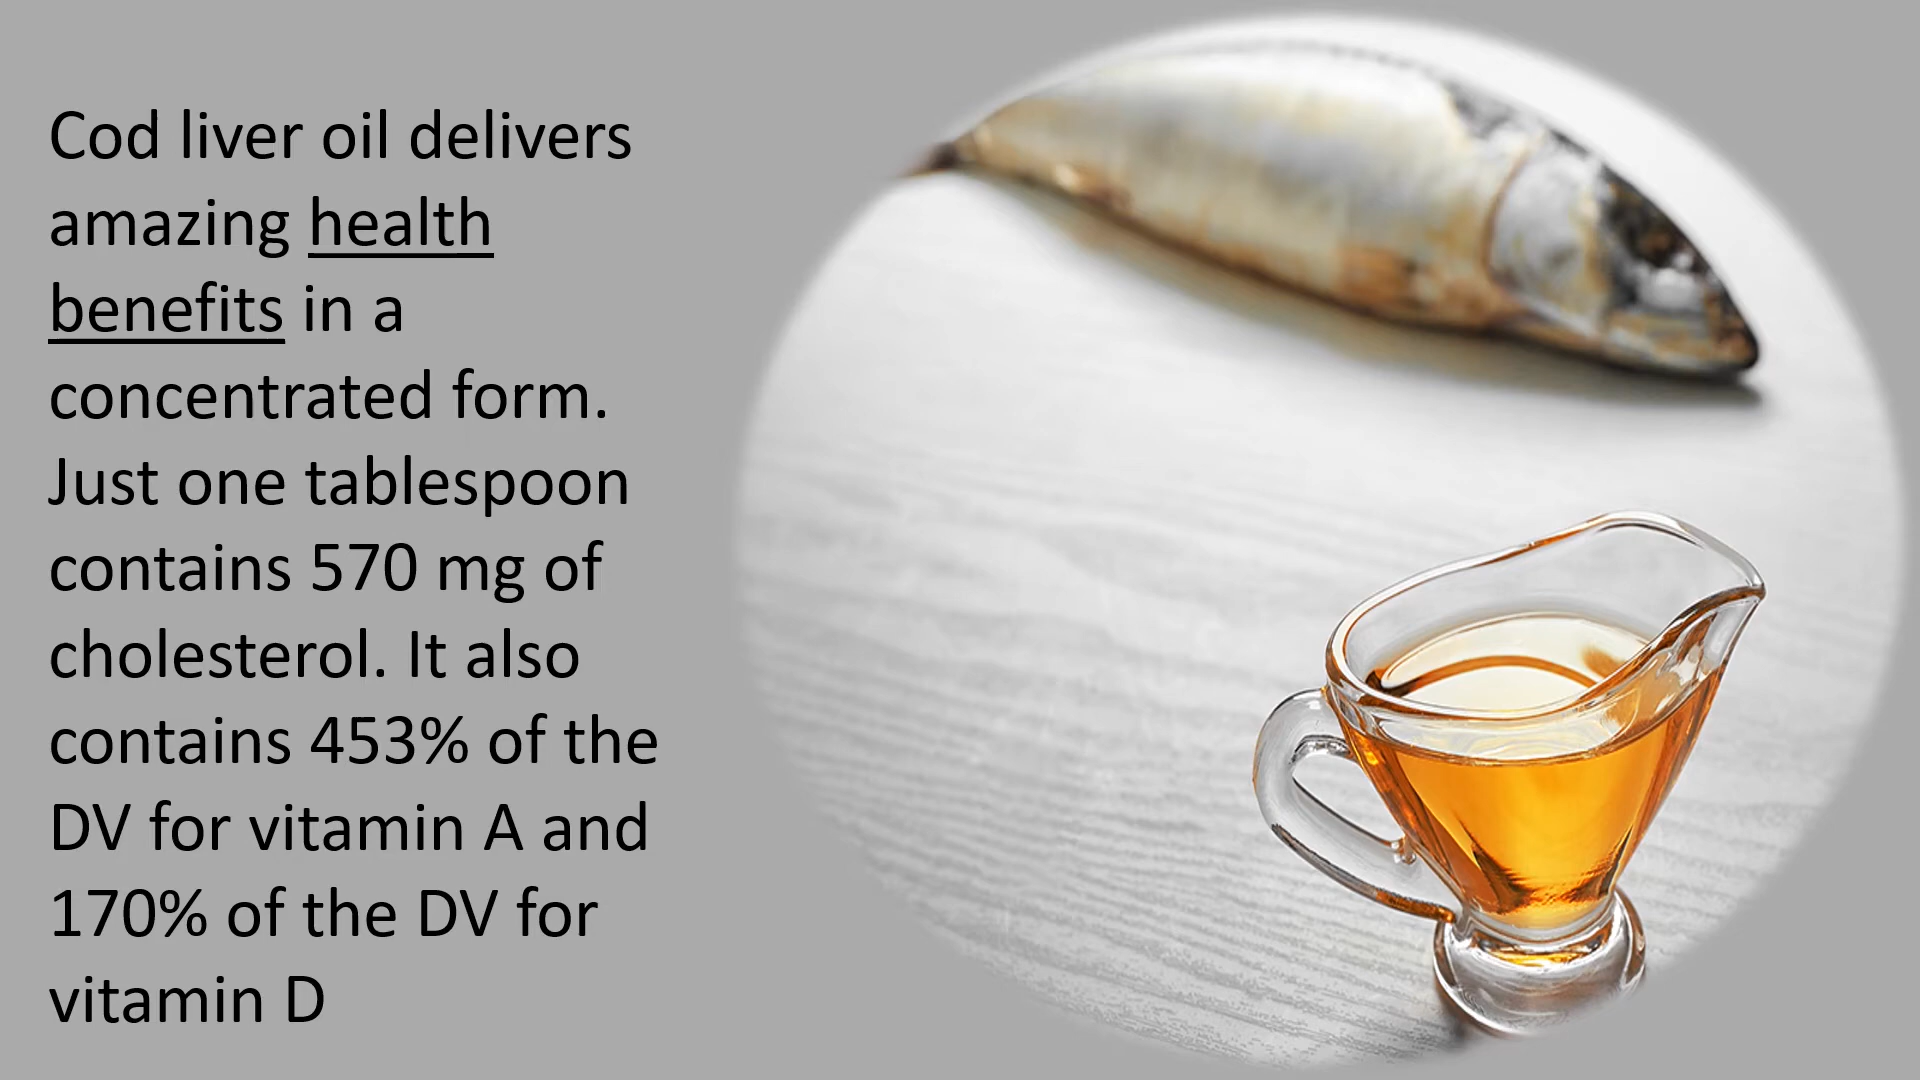 Cod liver oil delivers
amazing health
benefits in a
concentrated form.
Just one tablespoon
contains 570 mg of
cholesterol. It also
contains 453% of the
DV for vitamin A and
170% of the DV for
vitamin D